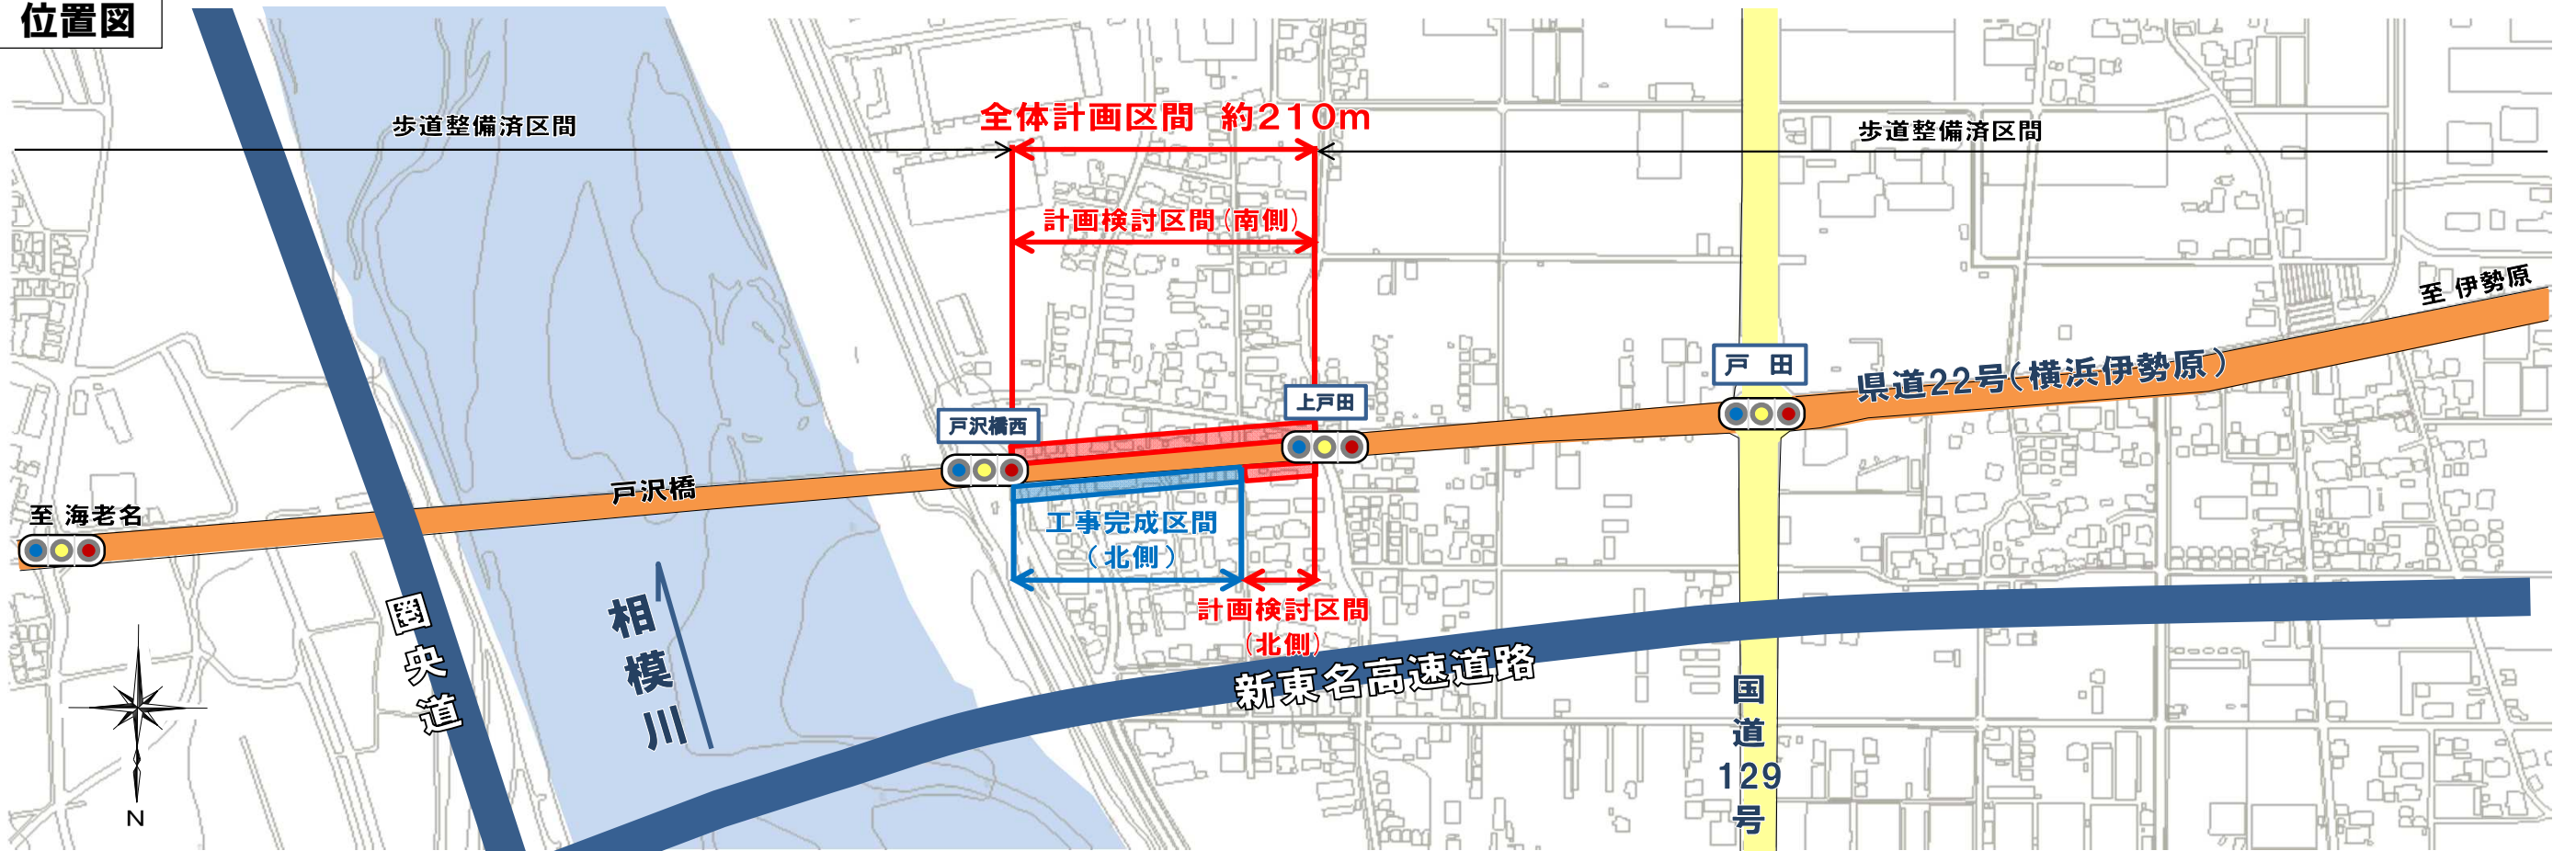 位置図
歩道整備済区間
全体計画区間 約210m
歩道整備済区間
計画検討区間(南側)
至 伊勢原
戸 田
県道22号(横浜伊勢原)
上戸田
戸沢橋西
戸沢橋
至 海老名
工事完成区間
(北側)
計画検討区間
(北側)
圏央道
相模川
新東名高速道路
国道129号
N